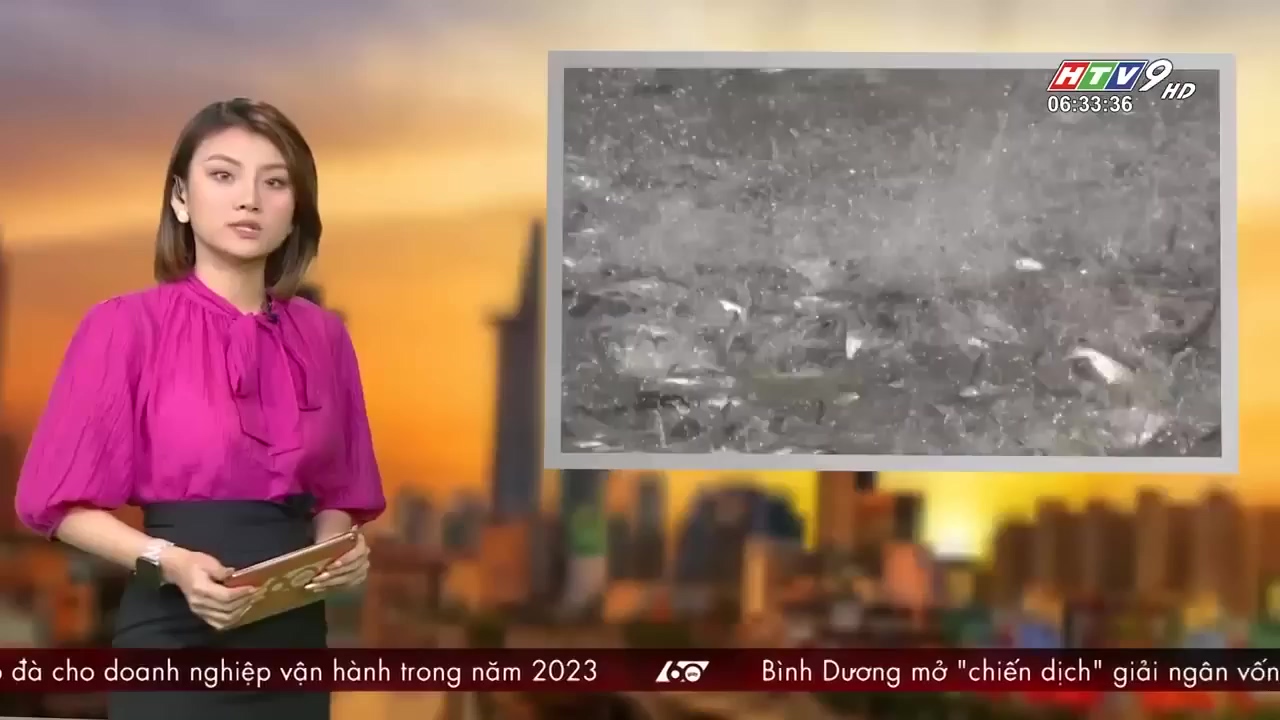 HTV9 HD
06:33:36
đà cho doanh nghiệp vận hành trong năm 2023
60
Bình Dương mở "chiến dịch" giải ngân vốn